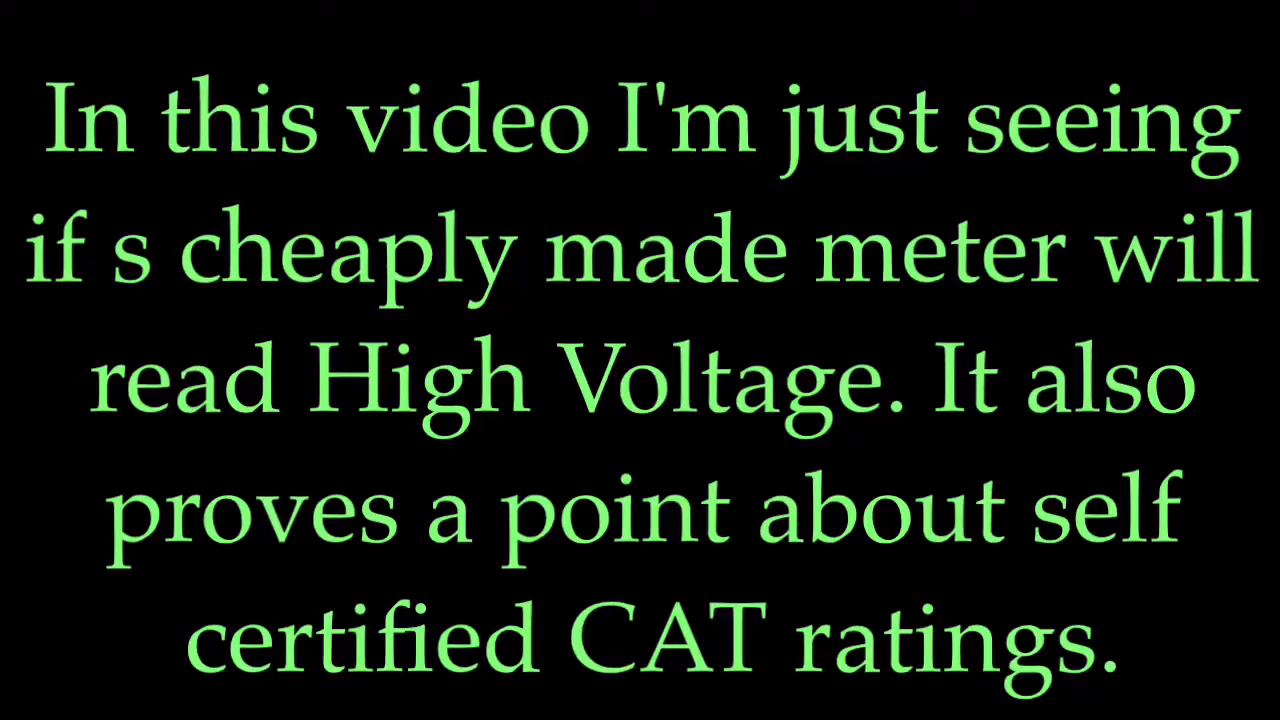 In this video I'm just seeing
if s cheaply made meter will
read High Voltage. It also
proves a point about self
certified CAT ratings.